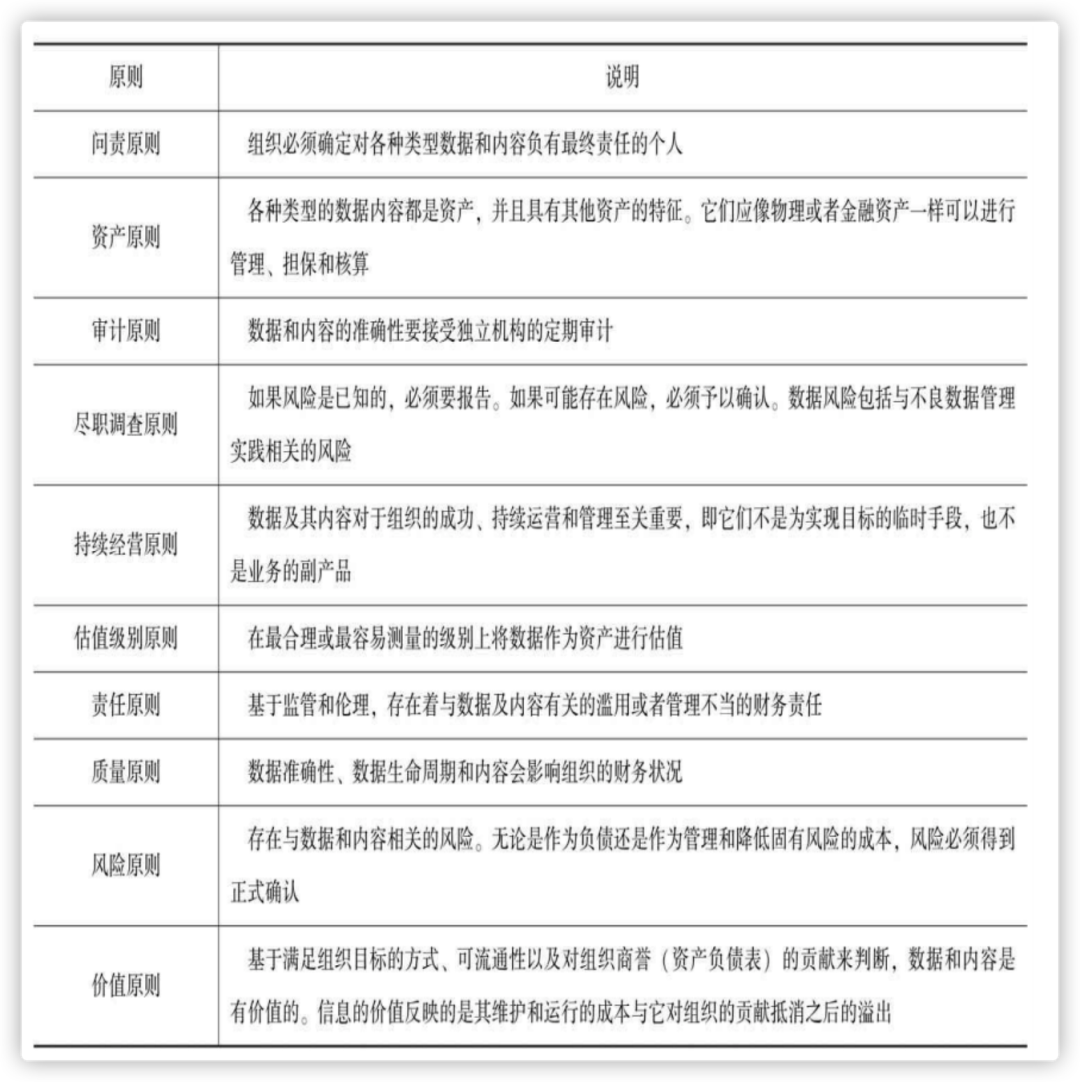 原则 说明
问责原则 组织必须确定对各种类型数据和内容负有最终责任的个人
资产原则 各种类型的数据内容都是资产，并且具有其他资产的特征。它们应像物理或者金融资产一样可以进行
管理、担保和核算
审计原则 数据和内容的准确性要接受独立机构的定期审计
尽职调查原则 如果风险是已知的，必须要报告。如果可能存在风险，必须予以确认。数据风险包括与不良数据管理
实践相关的风险
持续经营原则 数据及其内容对于组织的成功、持续运营和管理至关重要，即它们不是为实现目标的临时手段，也不
是业务的副产品
估值级别原则 在最合理或最容易测量的级别上将数据作为资产进行估值
责任原则 基于监管和伦理，存在着与数据及内容有关的滥用或者管理不当的财务责任
质量原则 数据准确性、数据生命周期和内容会影响组织的财务状况
风险原则 存在与数据和内容相关的风险。无论是作为负债还是作为管理和降低固有风险的成本，风险必须得到
正式确认
价值原则 基于满足组织目标的方式、可流通性以及对组织商誉（资产负债表）的贡献来判断，数据和内容是
有价值的。信息的价值反映的是其维护和运行的成本与它对组织的贡献抵消之后的溢出